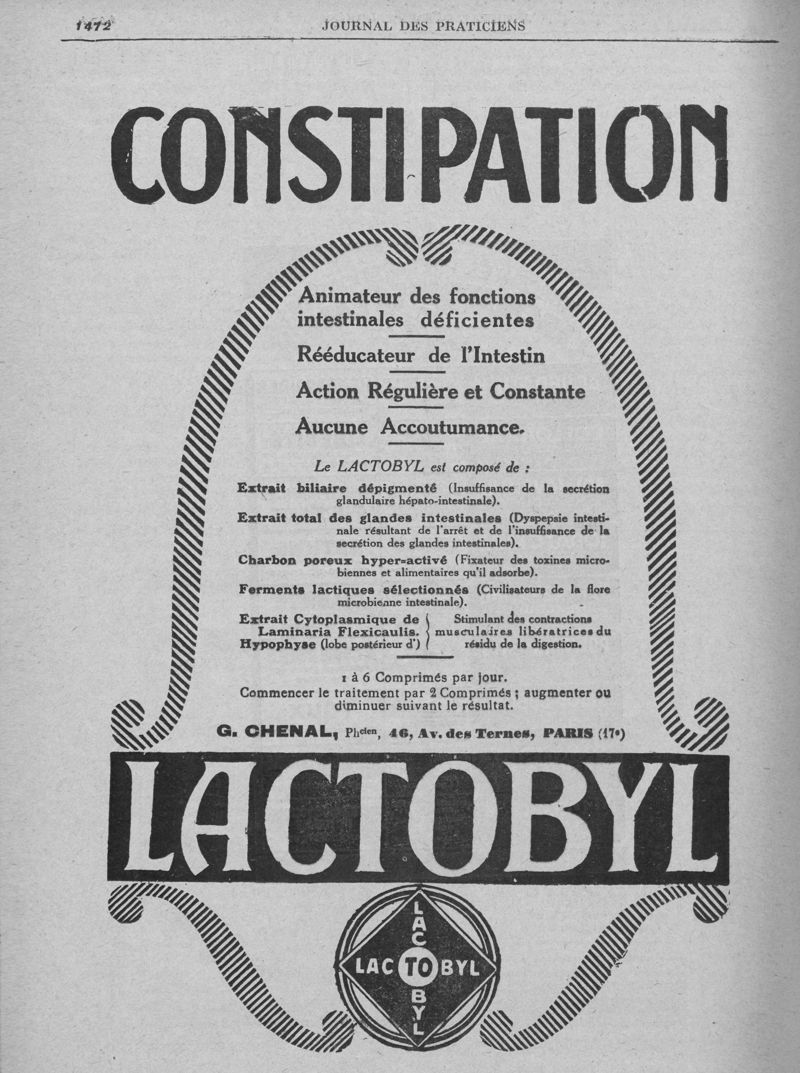 1472
JOURNAL DES PRATICIENS
CONSTIPATION
Animateur des fonctions
intestinales déficientes
Rééducateur de l'Intestin
Action Régulière et Constante
Aucune Accoutumance.
Le LACTOBYL est composé de :
Extrait biliaire dépigmenté (Insuffisance de la secrétion
glandulaire hépato-intestinale).
Extrait total des glandes intestinales (Dyspepsie intesti-
nale résultant de l'arrêt et de l'insuffisance de la
secrétion des glandes intestinales).
Charbon poreux hyper=activé (Fixateur des toxines micro-
biennes et alimentaires qu'il adsorbe).
Ferments lactiques sélectionnés (Civilisateurs de la flore
microbienne intestinale).
Extrait Cytoplasmique de
Laminaria Flexicaulis.
Hypophyse (lobe postérieur d')
Stimulant des contractions
musculaires libératrices du
résidu de la digestion.
1 à 6 Comprimés par jour.
Commencer le traitement par 2 Comprimés ; augmenter ou
diminuer suivant le résultat.
G. CHENAL, Phcien, 46, Av. des Ternes, PARIS (17e)
LACTOBYL
LACTOBYL
LACTOBYL